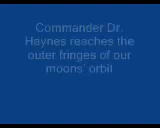 Commander Dr.
Haynes reaches the
outer fringes of our
moons' orbit